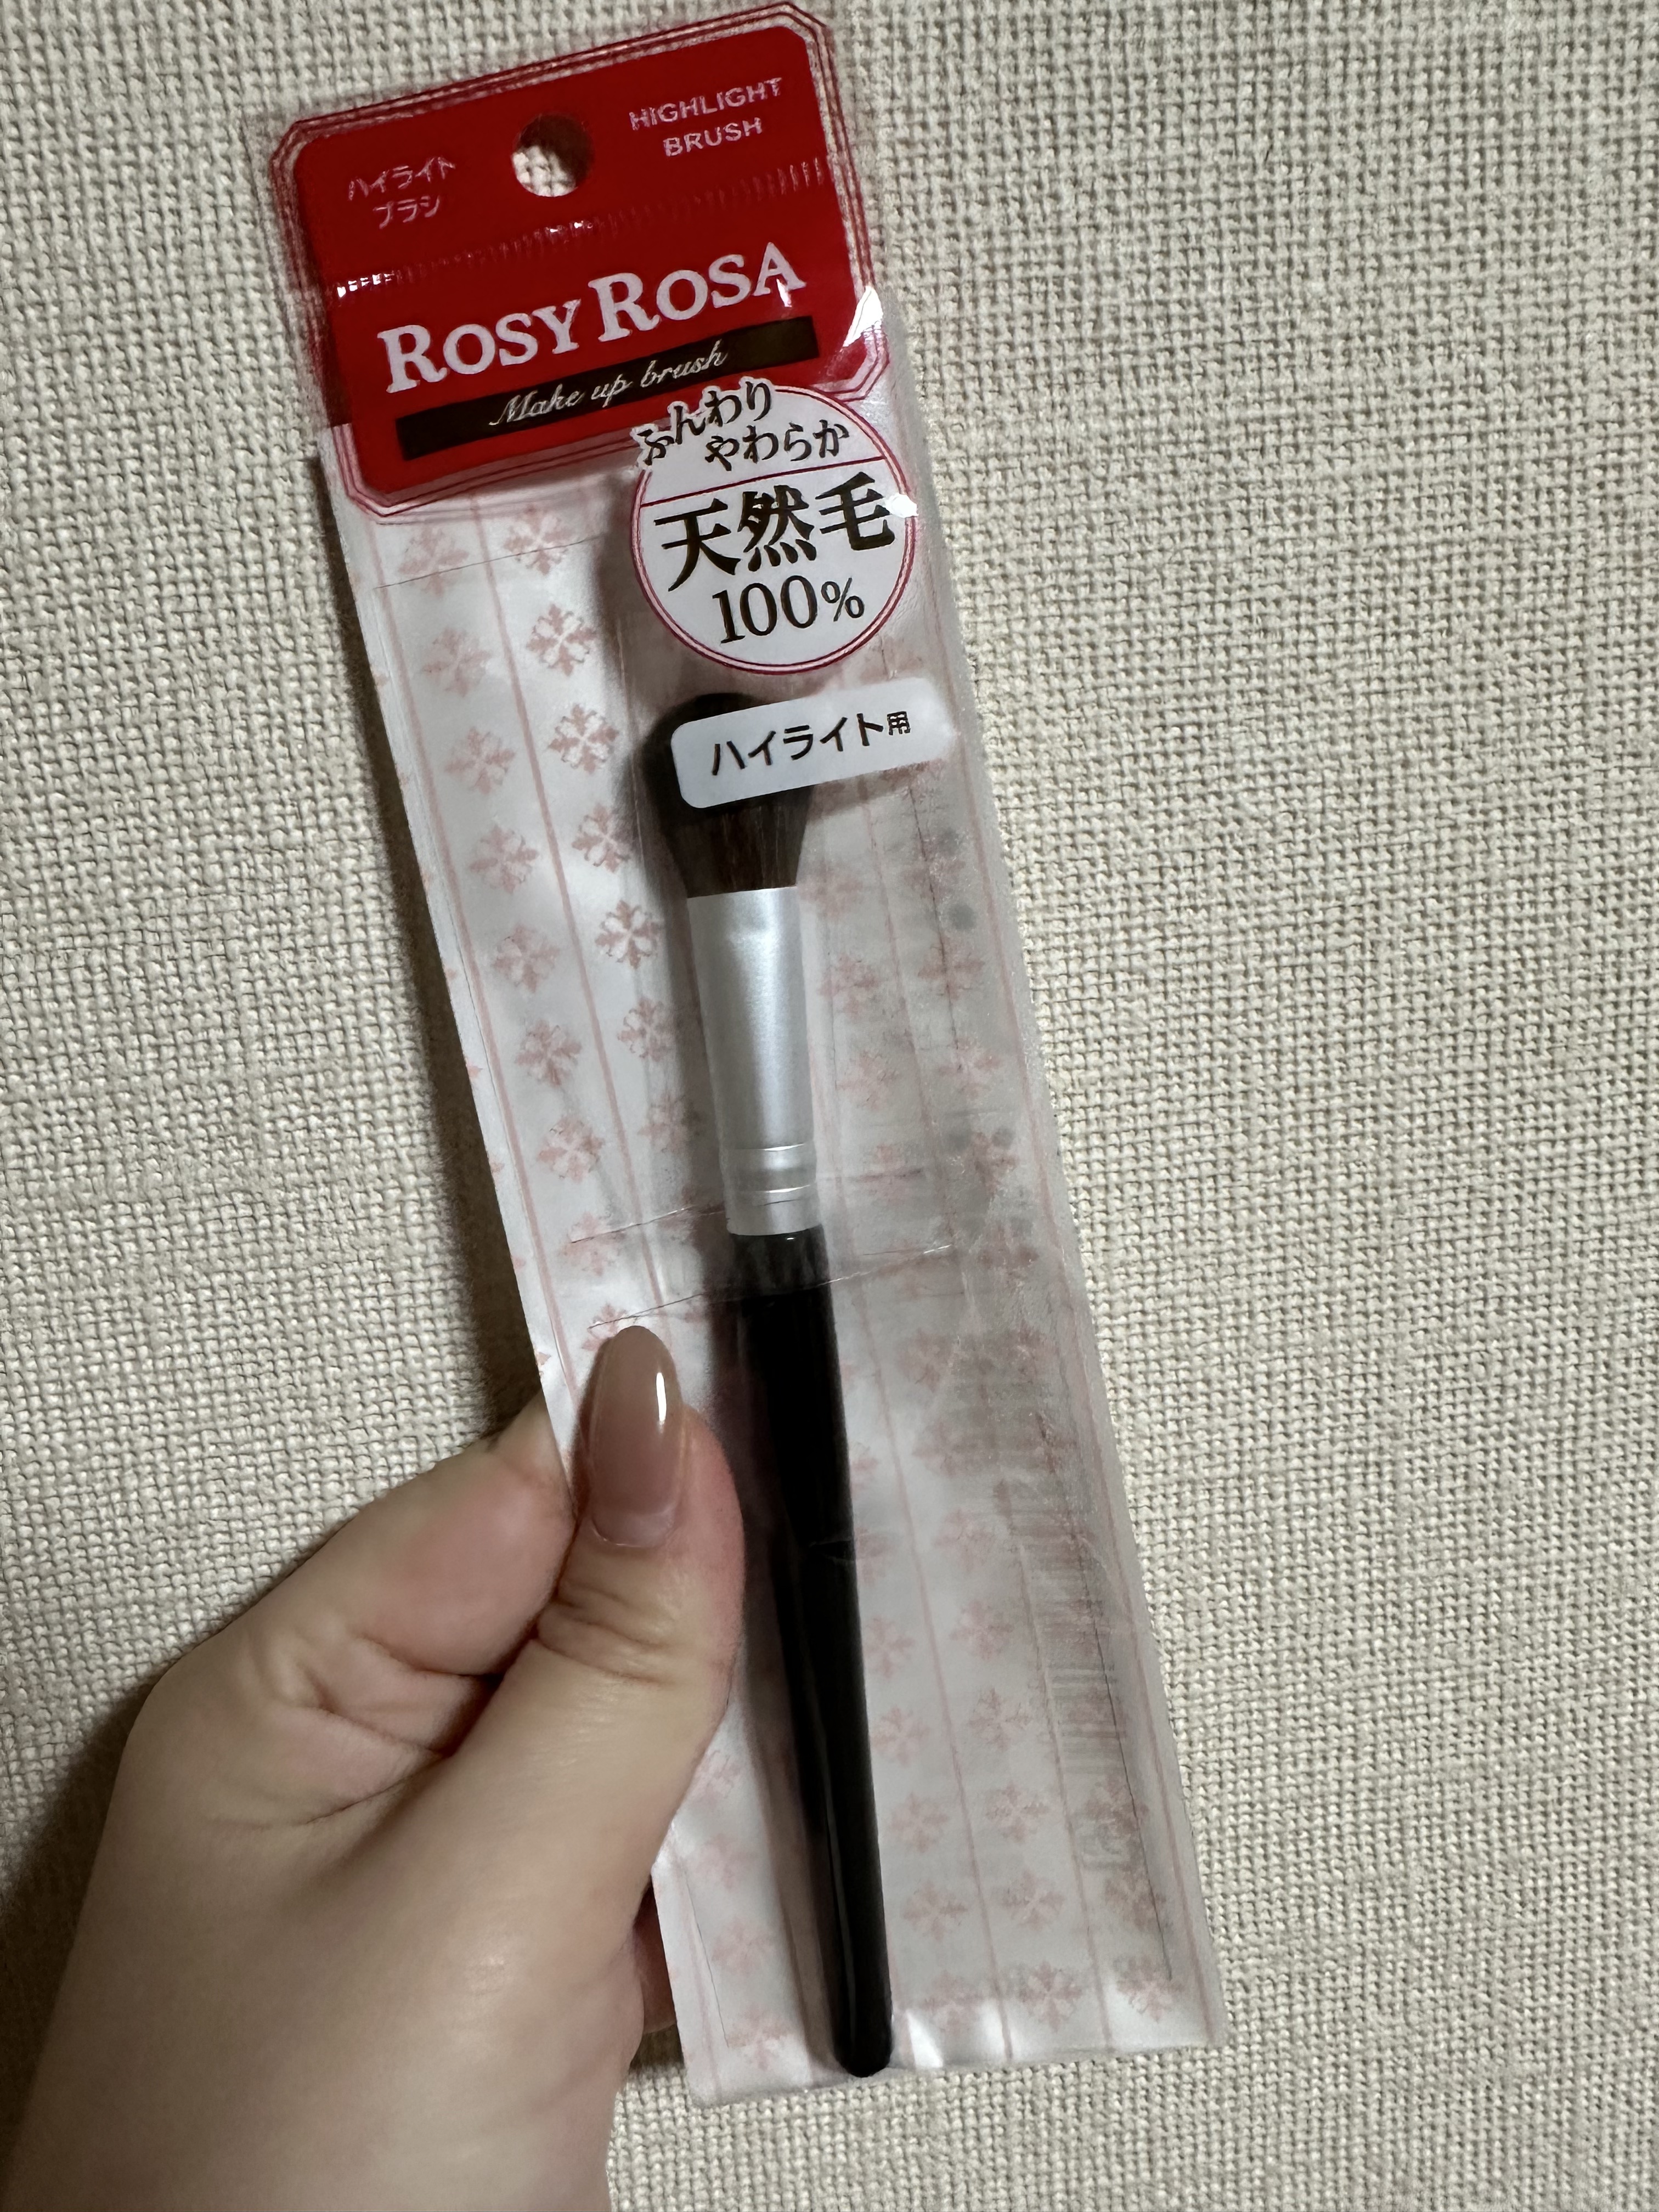 ハイライト
ブラシ
HIGHLIGHT
BRUSH
ROSY ROSA
Make up brush
ふんわり
やわらか
天然毛
100%
ハイライト用